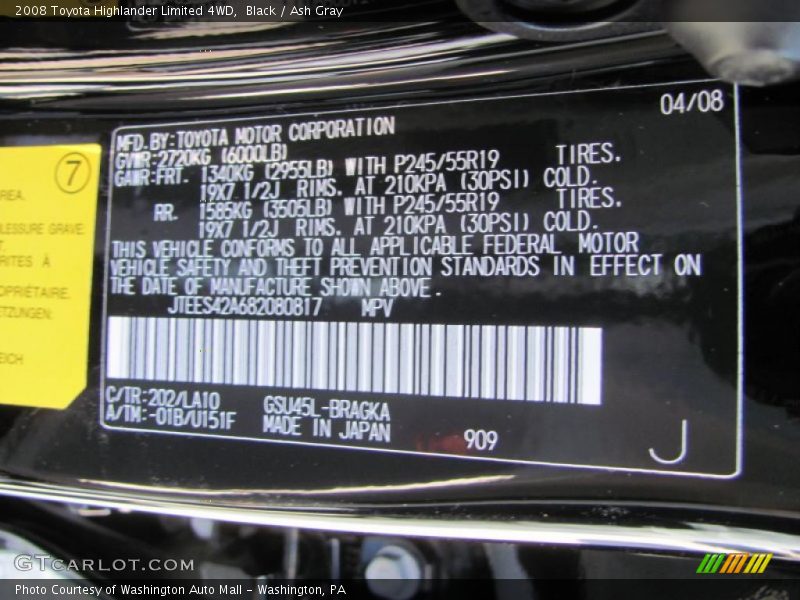 2008 Toyota Highlander Limited 4WD, Black / Ash Gray
04/08
MFD.BY:TOYOTA MOTOR CORPORATION
GVWR:2720KG (6000LB)
GAWR:FRT. 1340KG (2955LB) WITH P245/55R19 TIRES.
19X7 1/2J RIMS. AT 210KPA (30PSI) COLD.
RR. 1585KG (3505LB) WITH P245/55R19 TIRES.
19X7 1/2J RIMS. AT 210KPA (30PSI) COLD.
THIS VEHICLE CONFORMS TO ALL APPLICABLE FEDERAL MOTOR
VEHICLE SAFETY AND THEFT PREVENTION STANDARDS IN EFFECT ON
THE DATE OF MANUFACTURE SHOWN ABOVE.
JTEES42A682080817 MPV
C/TR:202/LA10 GSU45L-BRAGKA
A/TM:-01B/U151F MADE IN JAPAN
909
J
7
REA.
LESSURE GRAVE
RITES À
OPRIÉTAIRE.
ETZUNGEN:
EICH
GTCARLOT.COM
Photo Courtesy of Washington Auto Mall - Washington, PA